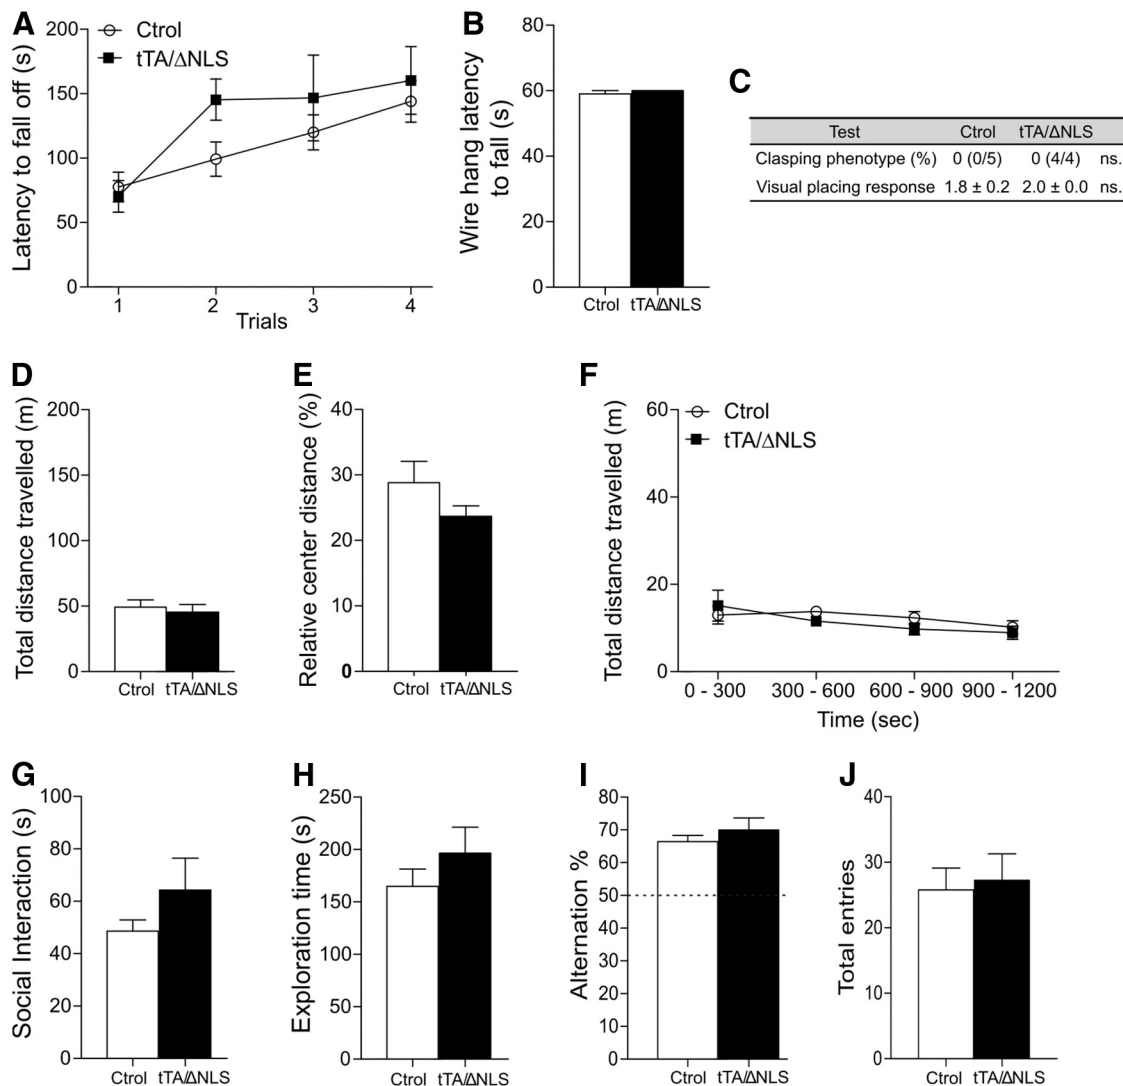 A
Latency to fall off (s)
200
150
100
50
0
Ctrol
tTA/ΔNLS
1 2 3 4
Trials
B
Wire hang latency
to fall (s)
80
60
40
20
0
Ctrol tTA/ΔNLS
C
Test Ctrol tTA/ΔNLS
Clasping phenotype (%) 0 (0/5) 0 (4/4) ns.
Visual placing response 1.8 ± 0.2 2.0 ± 0.0 ns.
D
Total distance travelled (m)
200
150
100
50
0
Ctrol tTA/ΔNLS
E
Relative center distance (%)
40
30
20
10
0
Ctrol tTA/ΔNLS
F
Total distance travelled (m)
60
40
20
0
Ctrol
tTA/ΔNLS
0 - 300 300 - 600 600 - 900 900 - 1200
Time (sec)
G
Social Interaction (s)
100
80
60
40
20
0
Ctrol tTA/ΔNLS
H
Exploration time (s)
250
200
150
100
50
0
Ctrol tTA/ΔNLS
I
Alternation %
80
70
60
50
40
30
20
10
0
Ctrol tTA/ΔNLS
J
Total entries
40
30
20
10
0
Ctrol tTA/ΔNLS